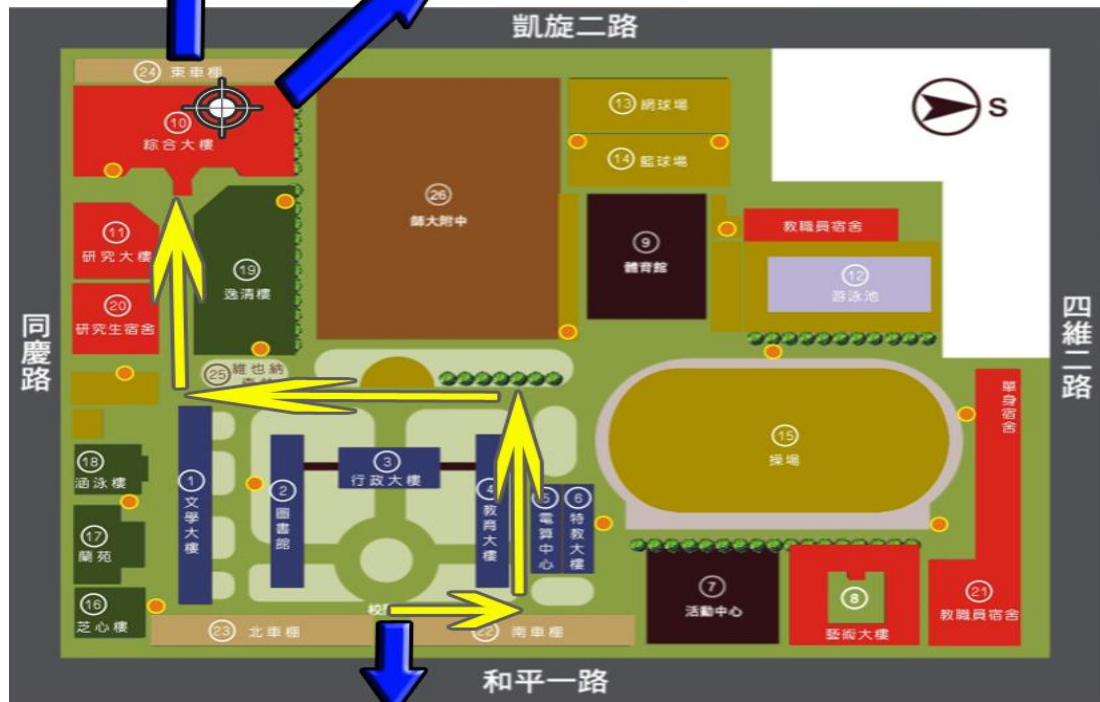 凱旋二路
24 東車棚
10
綜合大樓
13 網球場
14 籃球場
S
26
師大附中
11
研究大樓
19
逸清樓
9
體育館
教職員宿舍
12
游泳池
20
研究生宿舍
同慶路
四維二路
25 維也納
單身宿舍
15
操場
18
涵泳樓
1 文學大樓
2 圖書館
3
行政大樓
4 教育大樓
5 電算中心
6 特教大樓
17
蘭苑
16
芝心樓
7
活動中心
8
藝術大樓
21
教職員宿舍
23 北車棚
22 南車棚
和平一路